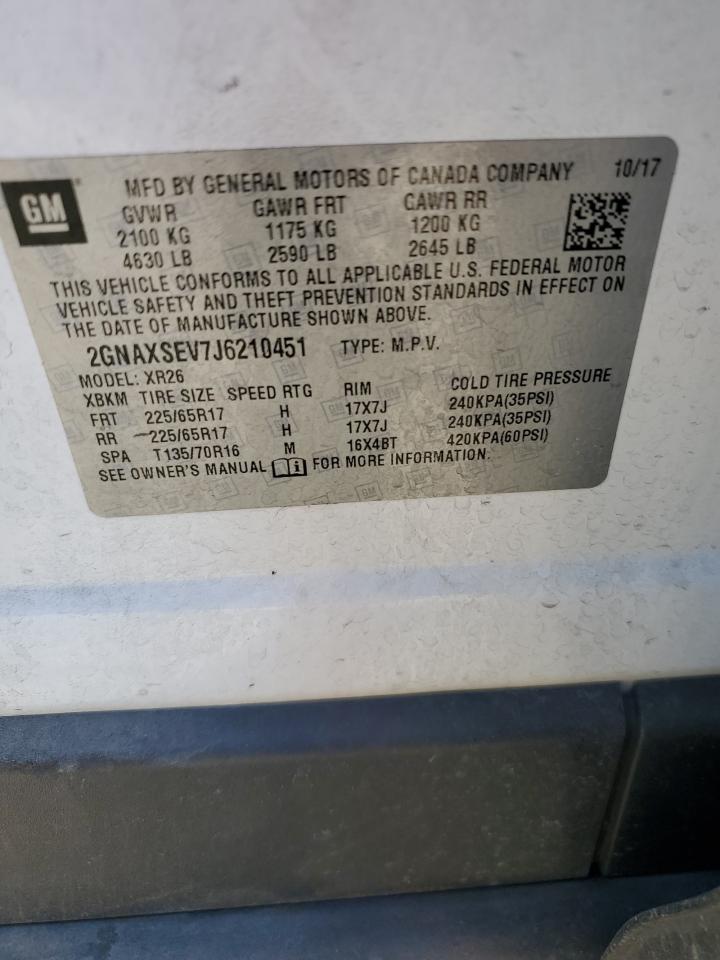 GM
MFD BY GENERAL MOTORS OF CANADA COMPANY 10/17
GVWR GAWR FRT GAWR RR
2100 KG 1175 KG 1200 KG
4630 LB 2590 LB 2645 LB
THIS VEHICLE CONFORMS TO ALL APPLICABLE U.S. FEDERAL MOTOR
VEHICLE SAFETY AND THEFT PREVENTION STANDARDS IN EFFECT ON
THE DATE OF MANUFACTURE SHOWN ABOVE.
2GNAXSEV7J6210451 TYPE: M.P.V.
MODEL: XR26
XBKM TIRE SIZE SPEED RTG RIM COLD TIRE PRESSURE
FRT 225/65R17 H 17X7J 240KPA(35PSI)
RR 225/65R17 H 17X7J 240KPA(35PSI)
SPA T135/70R16 M 16X4BT 420KPA(60PSI)
SEE OWNER'S MANUAL FOR MORE INFORMATION.